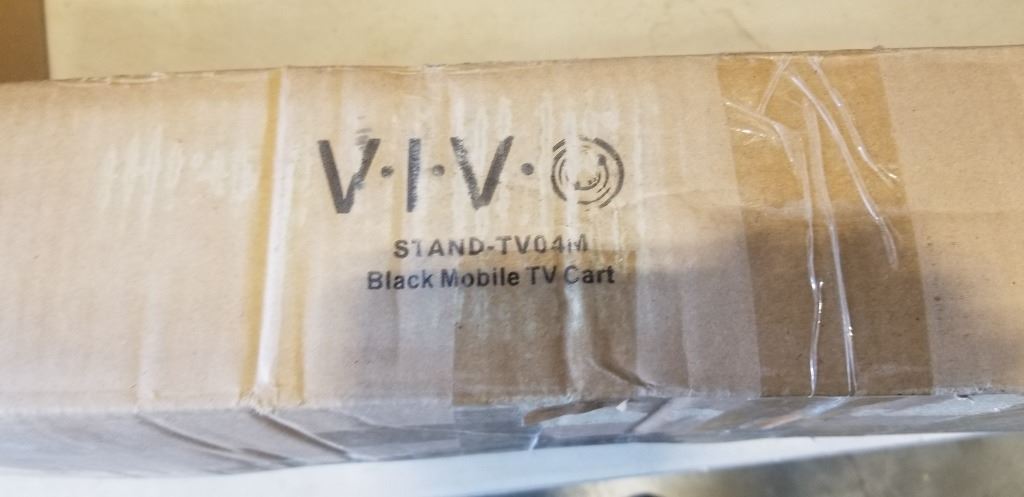 V·I·V·O
STAND-TV04M
Black Mobile TV Cart